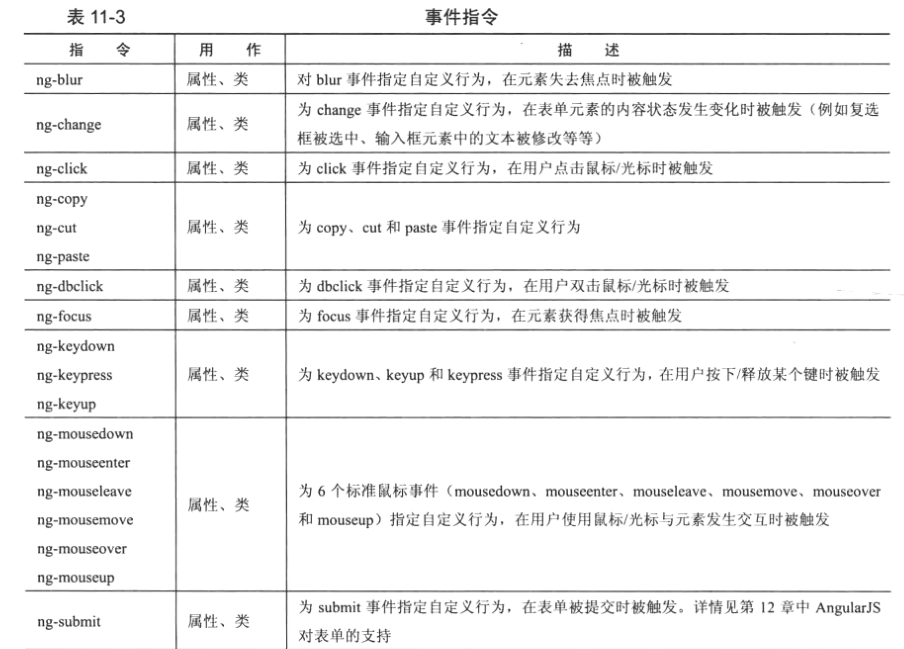 表 11-3 事件指令
指 令 用 作 描 述
ng-blur 属性、类 对 blur 事件指定自定义行为，在元素失去焦点时被触发
ng-change 属性、类 为 change 事件指定自定义行为，在表单元素的内容状态发生变化时被触发（例如复选
框被选中、输入框元素中的文本被修改等等）
ng-click 属性、类 为 click 事件指定自定义行为，在用户点击鼠标/光标时被触发
ng-copy
ng-cut 属性、类 为 copy、cut 和 paste 事件指定自定义行为
ng-paste
ng-dbclick 属性、类 为 dbclick 事件指定自定义行为，在用户双击鼠标/光标时被触发
ng-focus 属性、类 为 focus 事件指定自定义行为，在元素获得焦点时被触发
ng-keydown
ng-keypress 属性、类 为 keydown、keyup 和 keypress 事件指定自定义行为，在用户按下/释放某个键时被触发
ng-keyup
ng-mousedown
ng-mouseenter
ng-mouseleave 属性、类 为 6 个标准鼠标事件（mousedown、mouseenter、mouseleave、mousemove、mouseover
ng-mousemove 和 mouseup）指定自定义行为，在用户使用鼠标/光标与元素发生交互时被触发
ng-mouseover
ng-mouseup
ng-submit 属性、类 为 submit 事件指定自定义行为，在表单被提交时被触发。详情见第 12 章中 AngularJS
对表单的支持